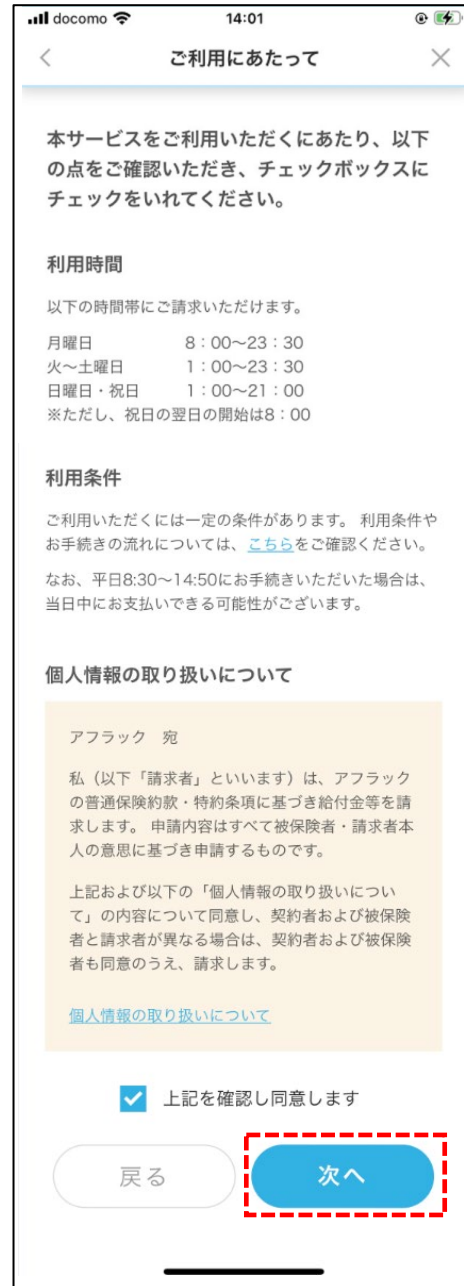 docomo 14:01
ご利用にあたって
本サービスをご利用いただくにあたり、以下
の点をご確認いただき、チェックボックスに
チェックをいれてください。
利用時間
以下の時間帯にご請求いただけます。
月曜日 8：00〜23：30
火〜土曜日 1：00〜23：30
日曜日・祝日 1：00〜21：00
※ただし、祝日の翌日の開始は8：00
利用条件
ご利用いただくには一定の条件があります。 利用条件や
お手続きの流れについては、こちらをご確認ください。
なお、平日8:30〜14:50にお手続きいただいた場合は、
当日中にお支払いできる可能性がございます。
個人情報の取り扱いについて
アフラック　宛
私（以下「請求者」といいます）は、アフラック
の普通保険約款・特約条項に基づき給付金等を請
求します。 申請内容はすべて被保険者・請求者本
人の意思に基づき申請するものです。
上記および以下の「個人情報の取り扱いについ
て」の内容について同意し、契約者および被保険
者と請求者が異なる場合は、契約者および被保険
者も同意のうえ、請求します。
個人情報の取り扱いについて
上記を確認し同意します
戻る 次へ